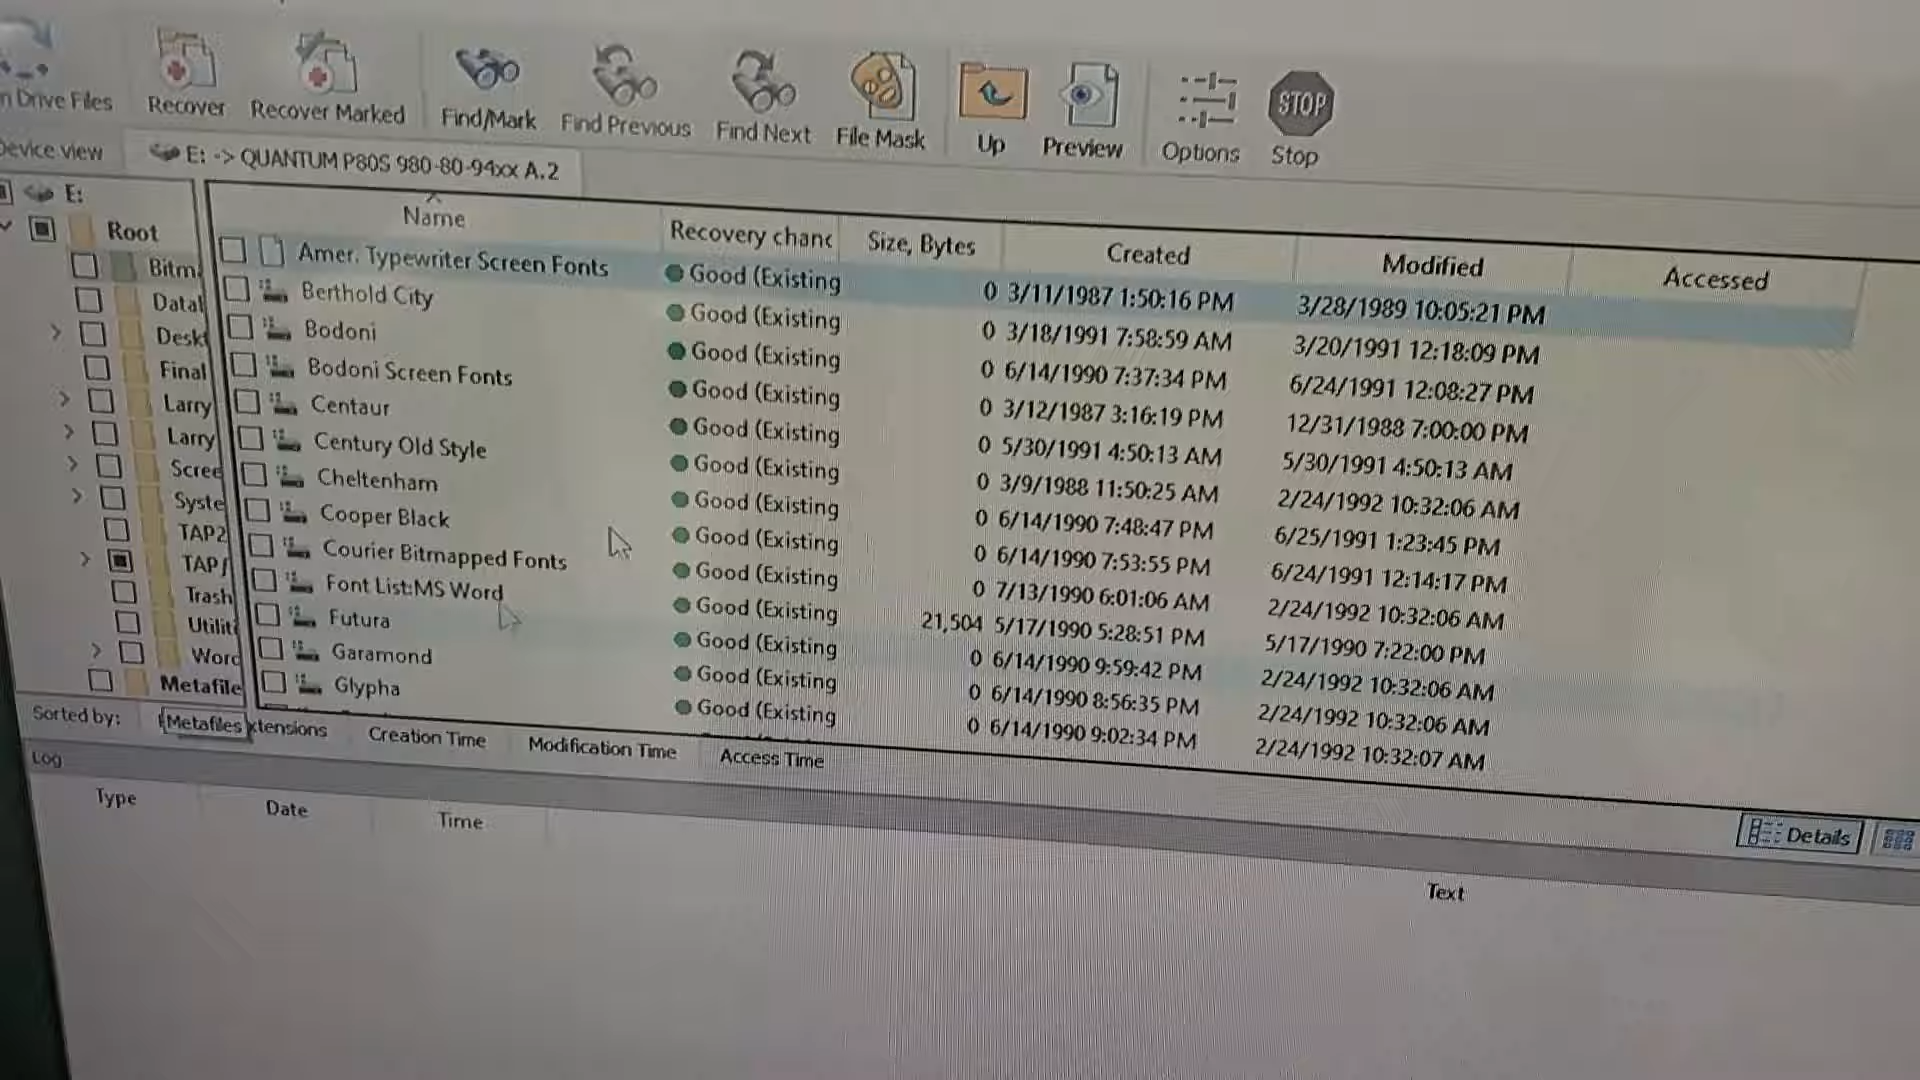 Drive Files
Recover
Recover Marked
Find/Mark
Find Previous
Find Next
File Mask
Up
Preview
Options
STOP
Stop
Device view
E: -> QUANTUM P80S 980-80-94xx A.2
E:
Root
Bitm
Data
Desk
Final
Larry
Larry
Scree
Syste
TAP2
TAP
Trash
Utilit
Word
Metafile
Name Recovery chanc Size, Bytes Created Modified Accessed
Amer. Typewriter Screen Fonts Good (Existing 0 3/11/1987 1:50:16 PM 3/28/1989 10:05:21 PM
Berthold City Good (Existing 0 3/18/1991 7:58:59 AM 3/20/1991 12:18:09 PM
Bodoni Good (Existing 0 6/14/1990 7:37:34 PM 6/24/1991 12:08:27 PM
Bodoni Screen Fonts Good (Existing 0 3/12/1987 3:16:19 PM 12/31/1988 7:00:00 PM
Centaur Good (Existing 0 5/30/1991 4:50:13 AM 5/30/1991 4:50:13 AM
Century Old Style Good (Existing 0 3/9/1988 11:50:25 AM 2/24/1992 10:32:06 AM
Cheltenham Good (Existing 0 6/14/1990 7:48:47 PM 6/25/1991 1:23:45 PM
Cooper Black Good (Existing 0 6/14/1990 7:53:55 PM 6/24/1991 12:14:17 PM
Courier Bitmapped Fonts Good (Existing 0 7/13/1990 6:01:06 AM 2/24/1992 10:32:06 AM
Font List:MS Word Good (Existing 21,504 5/17/1990 5:28:51 PM 5/17/1990 7:22:00 PM
Futura Good (Existing 0 6/14/1990 9:59:42 PM 2/24/1992 10:32:06 AM
Garamond Good (Existing 0 6/14/1990 8:56:35 PM 2/24/1992 10:32:06 AM
Glypha Good (Existing 0 6/14/1990 9:02:34 PM 2/24/1992 10:32:07 AM
Sorted by: Metafiles xtensions Creation Time Modification Time Access Time
Log
Details
Type Date Time Text